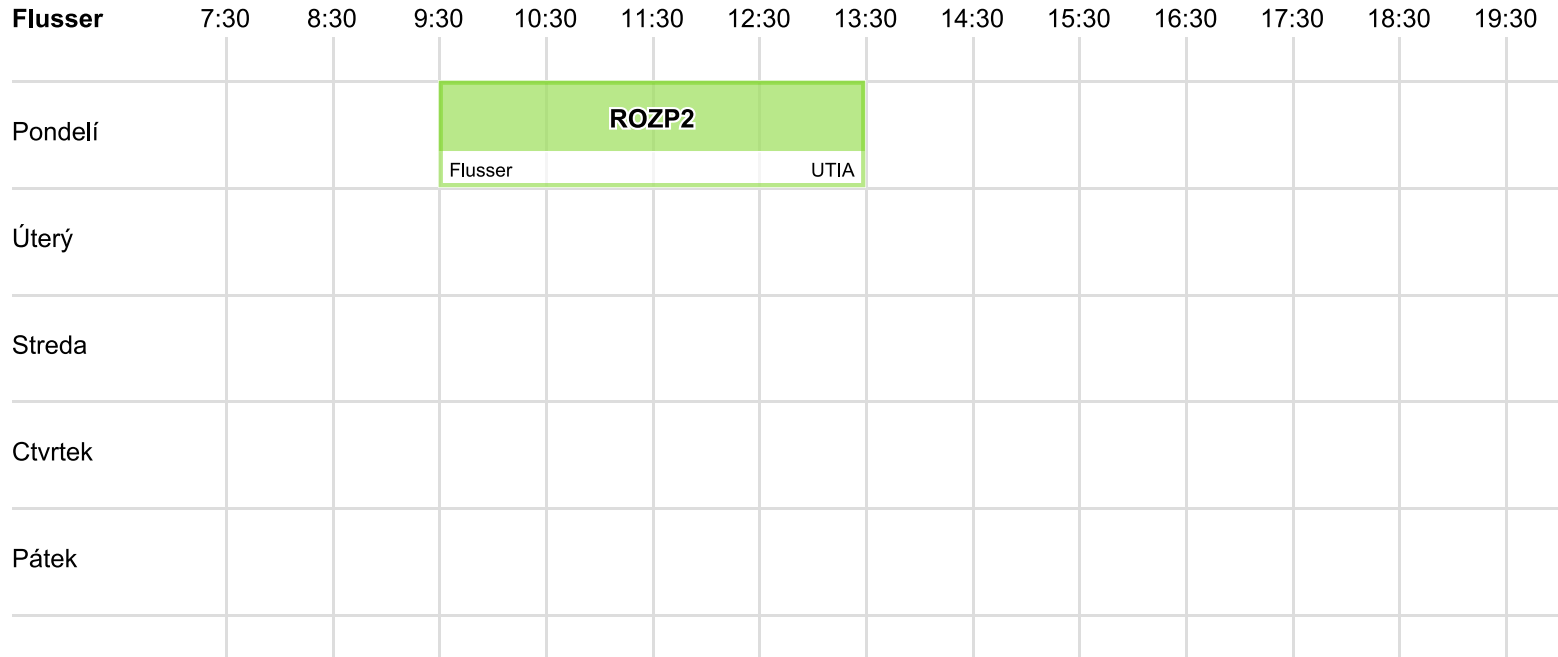 Flusser 7:30 8:30 9:30 10:30 11:30 12:30 13:30 14:30 15:30 16:30 17:30 18:30 19:30
Pondelí
ROZP2
Flusser UTIA
Úterý
Streda
Ctvrtek
Pátek